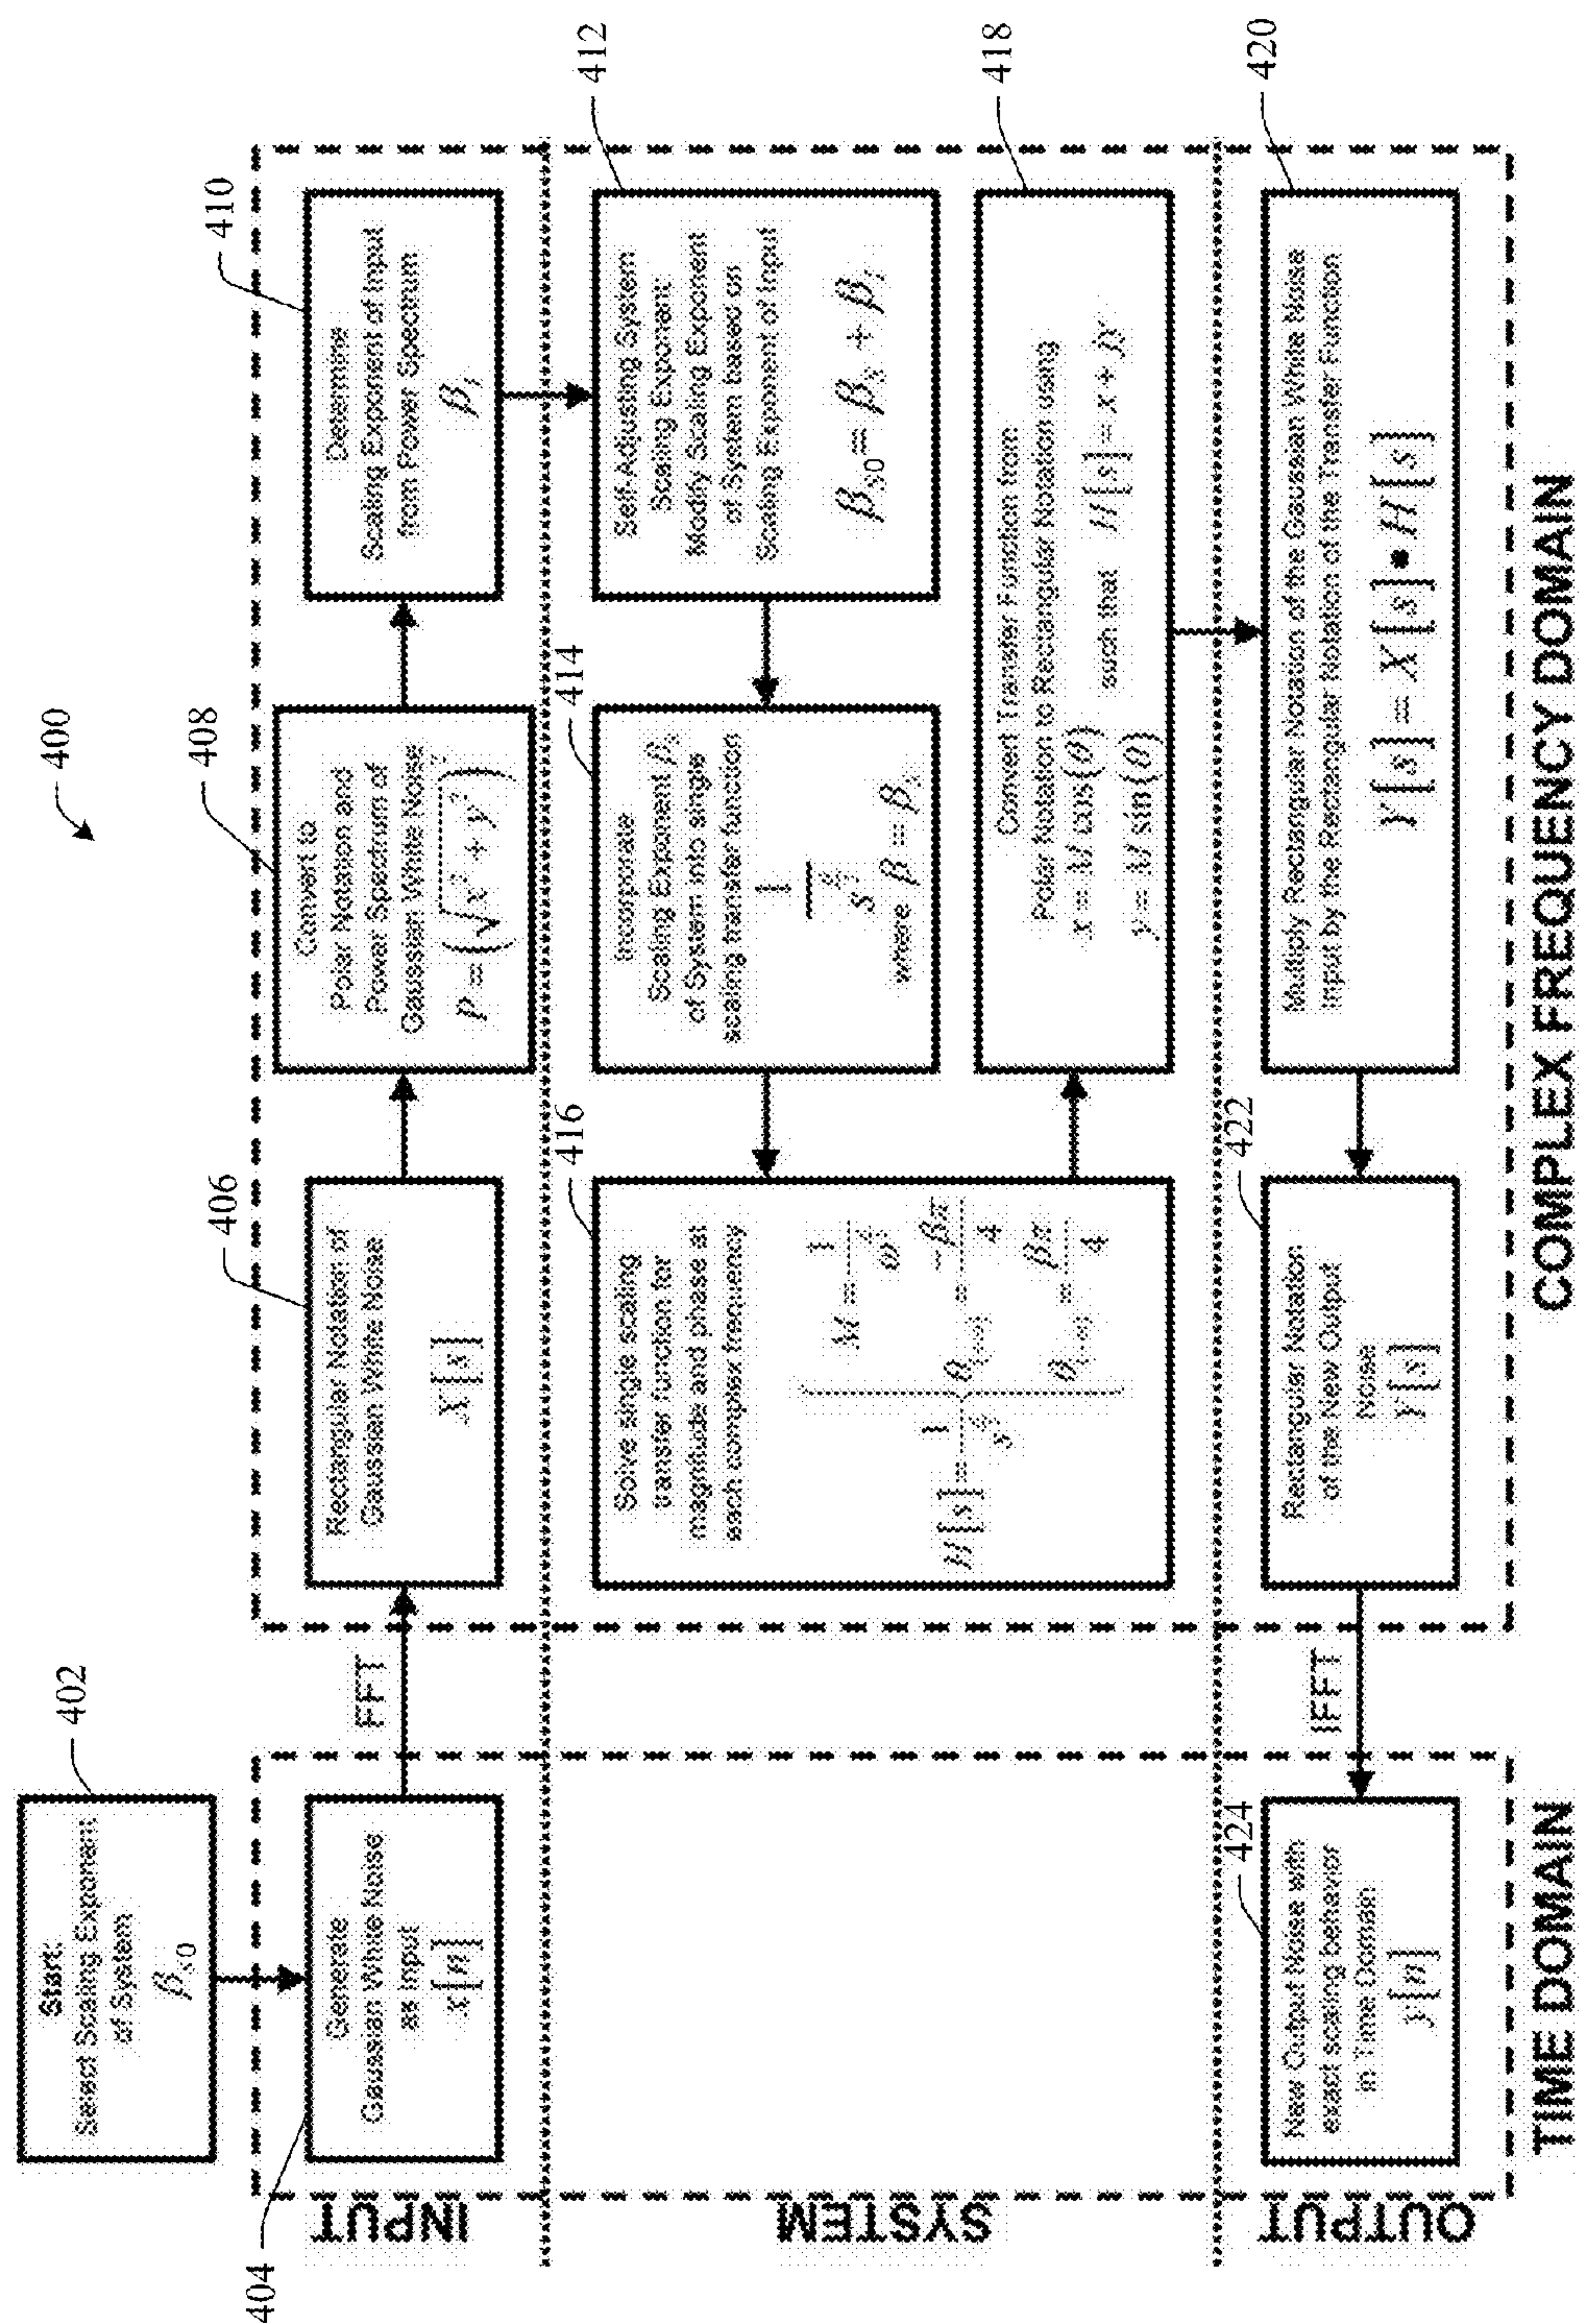 400
402
Start:
Select Scaling Exponent
of System
β_s0
404
Generate
Gaussian White Noise
as Input
x[n]
FFT
406
Rectangular Notation of
Gaussian White Noise
X[s]
408
Convert to
Polar Notation and
Power Spectrum of
Gaussian White Noise
P = (√x² + y²)²
410
Determine
Scaling Exponent of Input
from Power Spectrum
β_i
412
Self-Adjusting System
Scaling Exponent:
Modify Scaling Exponent
of System based on
Scaling Exponent of Input
β_s0 = β_s + β_i
414
Incorporate
Scaling Exponent β_s
of System into single
scaling transfer function
1
s
where β = β_s
416
Solve single scaling
transfer function for
magnitude and phase at
each complex frequency
H[s] = 1 / s
M = 1 / ω
θ = -βπ / 4
θ = βπ / 4
418
Convert Transfer Function from
Polar Notation to Rectangular Notation using
x = M cos(θ)
y = M sin(θ)
such that H[s] = x + jy
420
Multiply Rectangular Notation of the Gaussian White Noise
Input by the Rectangular Notation of the Transfer Function
Y[s] = X[s] • H[s]
422
Rectangular Notation
of the New Output
Noise
Y[s]
IFFT
424
New Output Noise with
exact scaling behavior
in Time Domain
y[n]
INPUT
SYSTEM
OUTPUT
TIME DOMAIN
COMPLEX FREQUENCY DOMAIN